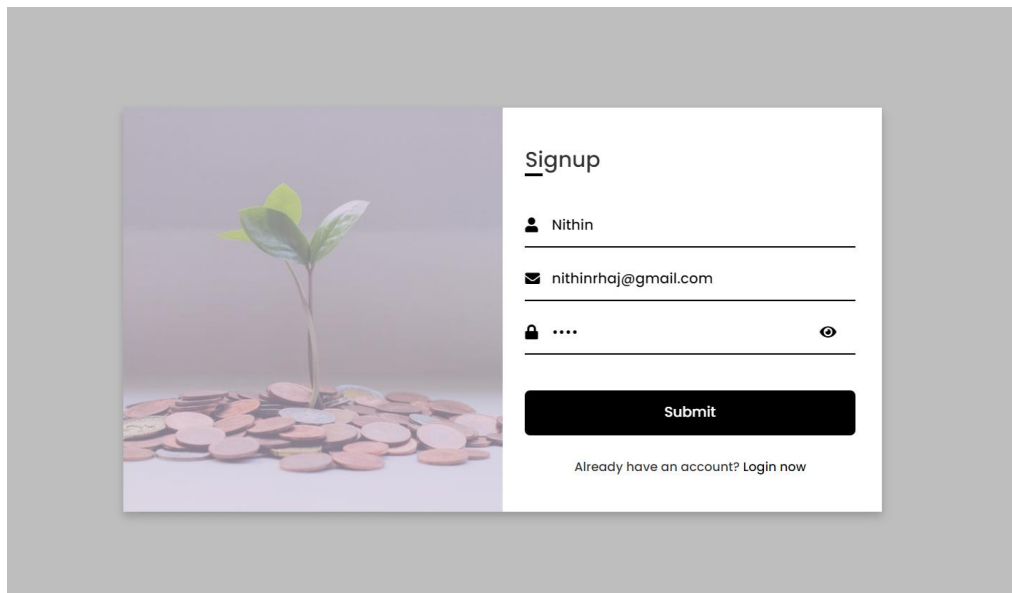 Signup
Nithin
nithinrhaj@gmail.com
••••
Submit
Already have an account? Login now